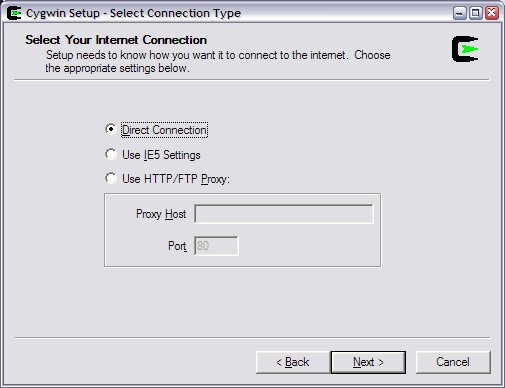 Cygwin Setup - Select Connection Type
Select Your Internet Connection
Setup needs to know how you want it to connect to the internet.  Choose
the appropriate settings below.
Direct Connection
Use IE5 Settings
Use HTTP/FTP Proxy:
Proxy Host
Port 80
< Back Next > Cancel